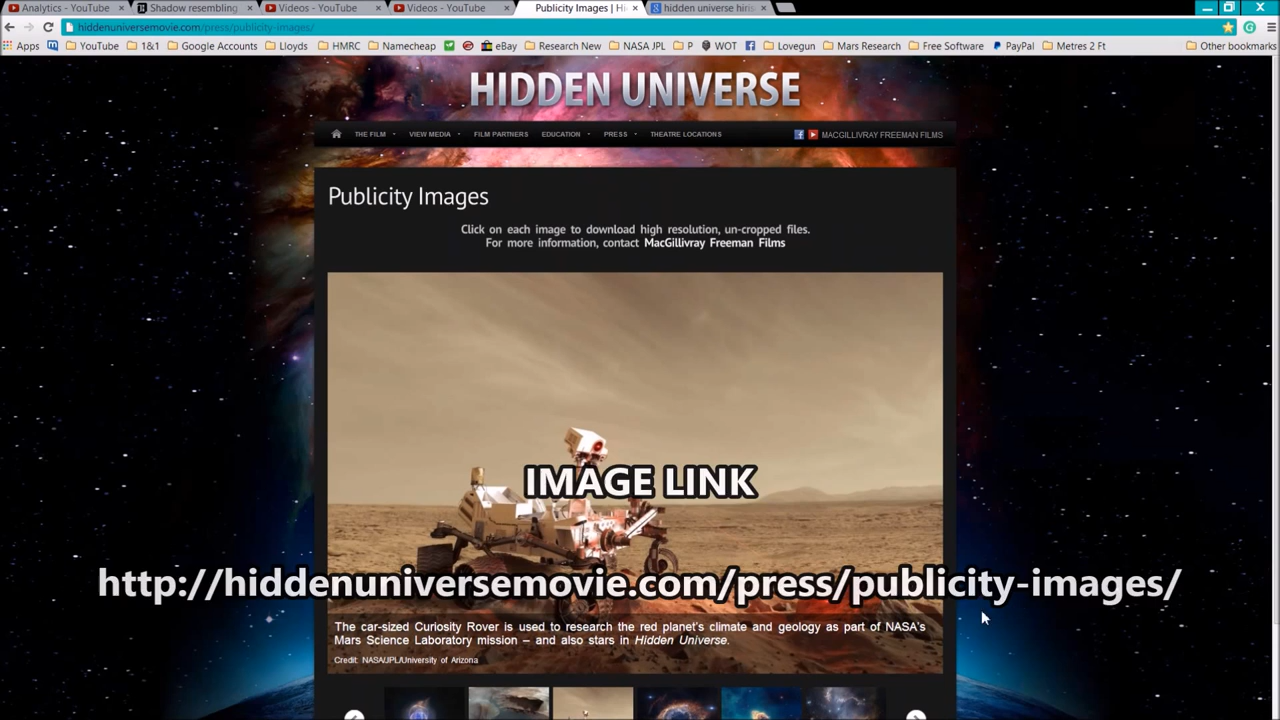 Analytics - YouTube
Shadow resembling
Videos - YouTube
Videos - YouTube
Publicity Images | Hi
hidden universe hiris
hiddenuniversemovie.com/press/publicity-images/
Apps YouTube 1&1 Google Accounts Lloyds HMRC Namecheap eBay Research New NASA JPL P WOT Lovegun Mars Research Free Software PayPal Metres 2 Ft Other bookmarks
HIDDEN UNIVERSE
THE FILM VIEW MEDIA FILM PARTNERS EDUCATION PRESS THEATRE LOCATIONS MACGILLIVRAY FREEMAN FILMS
Publicity Images
Click on each image to download high resolution, un-cropped files.
For more information, contact MacGillivray Freeman Films
IMAGE LINK
http://hiddenuniversemovie.com/press/publicity-images/
The car-sized Curiosity Rover is used to research the red planet's climate and geology as part of NASA's
Mars Science Laboratory mission – and also stars in Hidden Universe.
Credit: NASA/JPL/University of Arizona